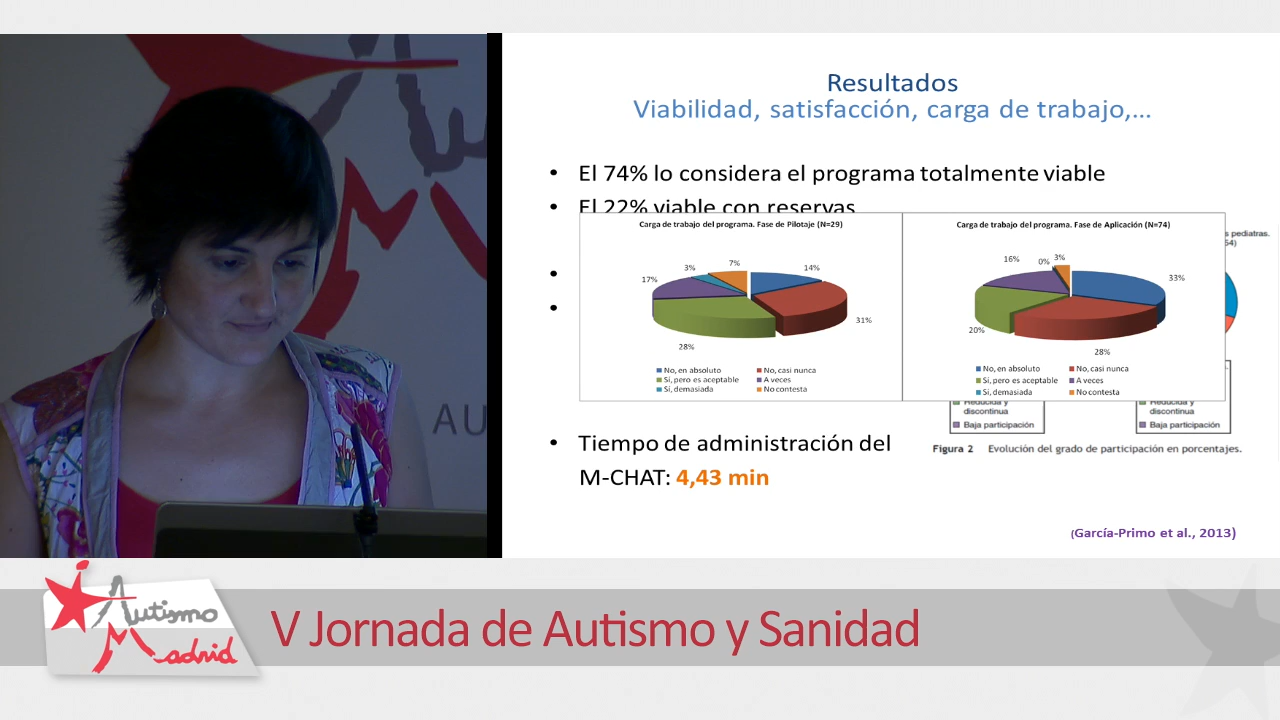 Resultados
Viabilidad, satisfacción, carga de trabajo,...
• El 74% lo considera el programa totalmente viable
• El 22% viable con reservas
s pediatras.
Carga de trabajo del programa. Fase de Pilotaje (N=29)
7%
14%
3%
17%
31%
28%
No, en absoluto
No, casi nunca
Si, pero es aceptable
A veces
Si, demasiada
No contesta
Carga de trabajo del programa. Fase de Aplicación (N=74)
3%
0%
16%
33%
20%
28%
No, en absoluto
No, casi nunca
Si, pero es aceptable
A veces
Si, demasiada
No contesta
Reducida y
discontinua
Baja participación
discontinua
Baja participación
Figura 2 Evolución del grado de participación en porcentajes.
• Tiempo de administración del
M-CHAT: 4,43 min
(García-Primo et al., 2013)
AU
Autismo
Madrid
V Jornada de Autismo y Sanidad